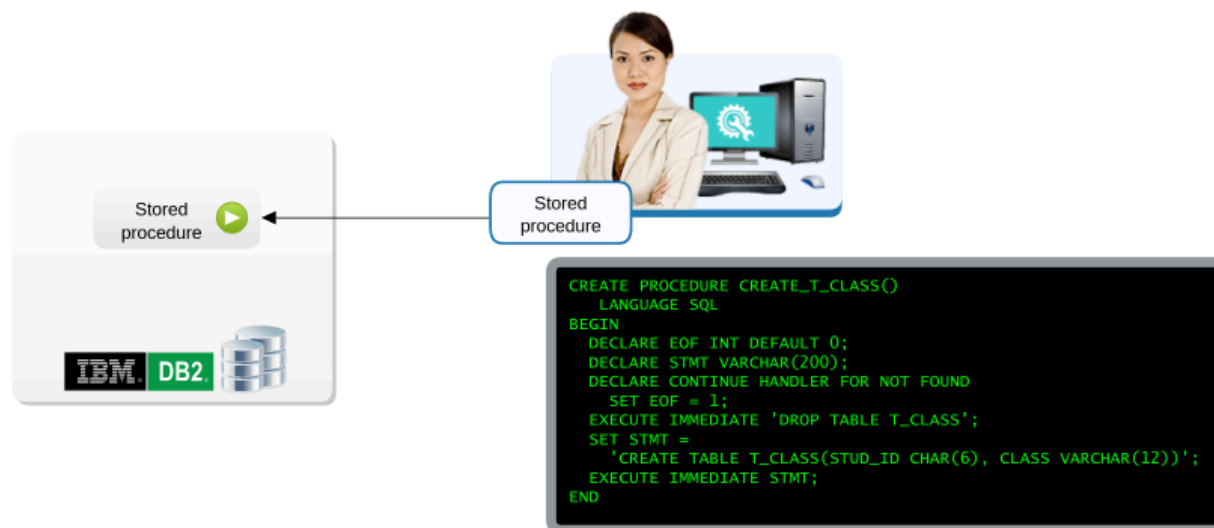 Stored
procedure
Stored
procedure
IBM. DB2.
CREATE PROCEDURE CREATE_T_CLASS()
LANGUAGE SQL
BEGIN
DECLARE EOF INT DEFAULT 0;
DECLARE STMT VARCHAR(200);
DECLARE CONTINUE HANDLER FOR NOT FOUND
SET EOF = 1;
EXECUTE IMMEDIATE 'DROP TABLE T_CLASS';
SET STMT =
'CREATE TABLE T_CLASS(STUD_ID CHAR(6), CLASS VARCHAR(12))';
EXECUTE IMMEDIATE STMT;
END